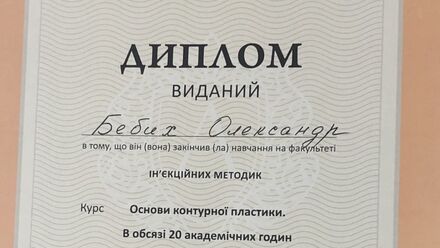 ДИПЛОМ
ВИДАНИЙ
Бебих Олександр
в тому, що він (вона) закінчив (ла) навчання на факультеті
ІН'ЄКЦІЙНИХ МЕТОДИК
Курс Основи контурної пластики.
В обсязі 20 академічних годин